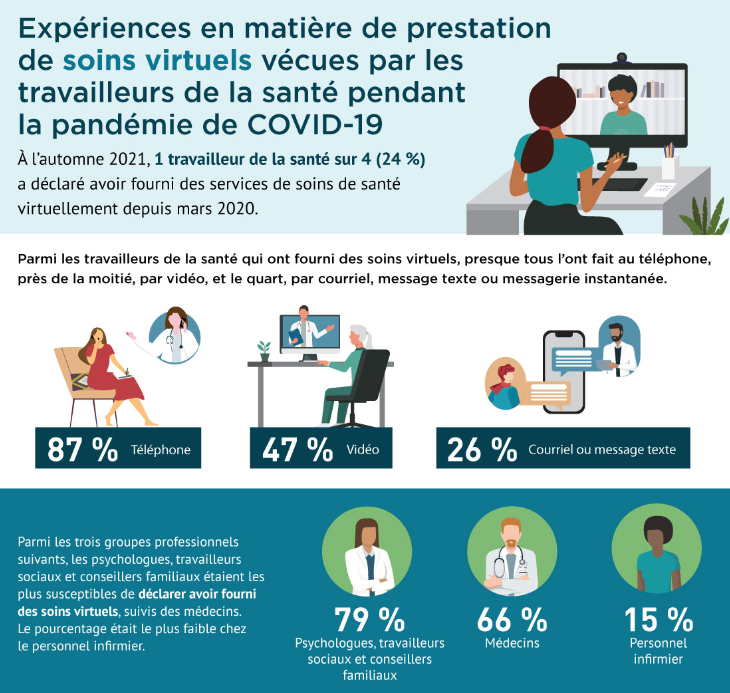 Expériences en matière de prestation
de soins virtuels vécues par les
travailleurs de la santé pendant
la pandémie de COVID-19
À l’automne 2021, 1 travailleur de la santé sur 4 (24 %)
a déclaré avoir fourni des services de soins de santé
virtuellement depuis mars 2020.
Parmi les travailleurs de la santé qui ont fourni des soins virtuels, presque tous l’ont fait au téléphone,
près de la moitié, par vidéo, et le quart, par courriel, message texte ou messagerie instantanée.
87 % Téléphone
47 % Vidéo
26 % Courriel ou message texte
Parmi les trois groupes professionnels
suivants, les psychologues, travailleurs
sociaux et conseillers familiaux étaient les
plus susceptibles de déclarer avoir fourni
des soins virtuels, suivis des médecins.
Le pourcentage était le plus faible chez
le personnel infirmier.
79 %
Psychologues, travailleurs
sociaux et conseillers
familiaux
66 %
Médecins
15 %
Personnel
infirmier